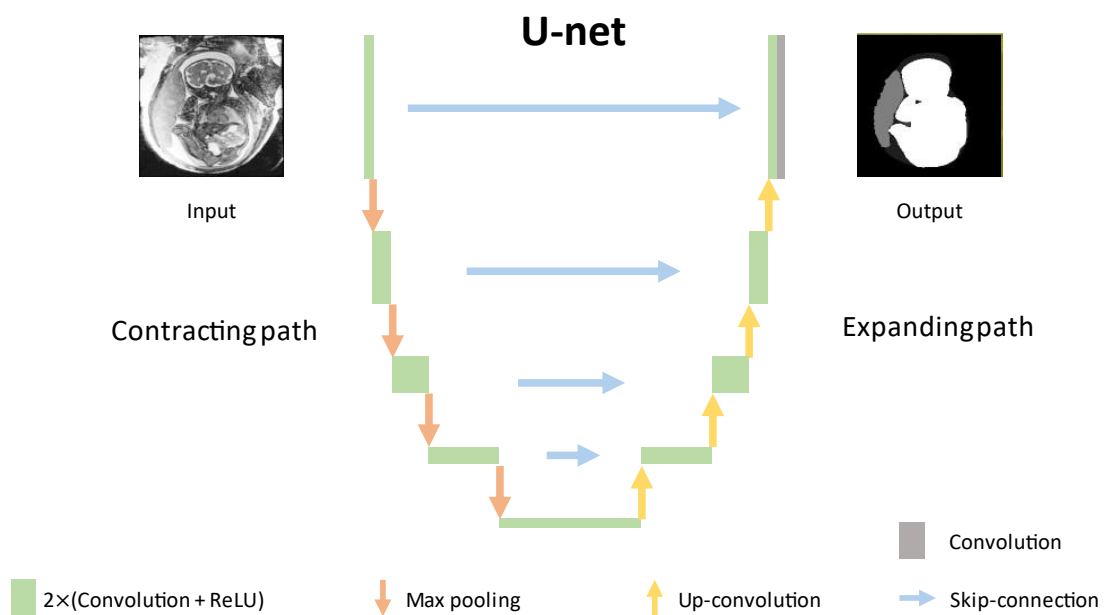 U-net
Input
Output
Contracting path
Expanding path
Convolution
2×(Convolution + ReLU)
Max pooling
Up-convolution
Skip-connection